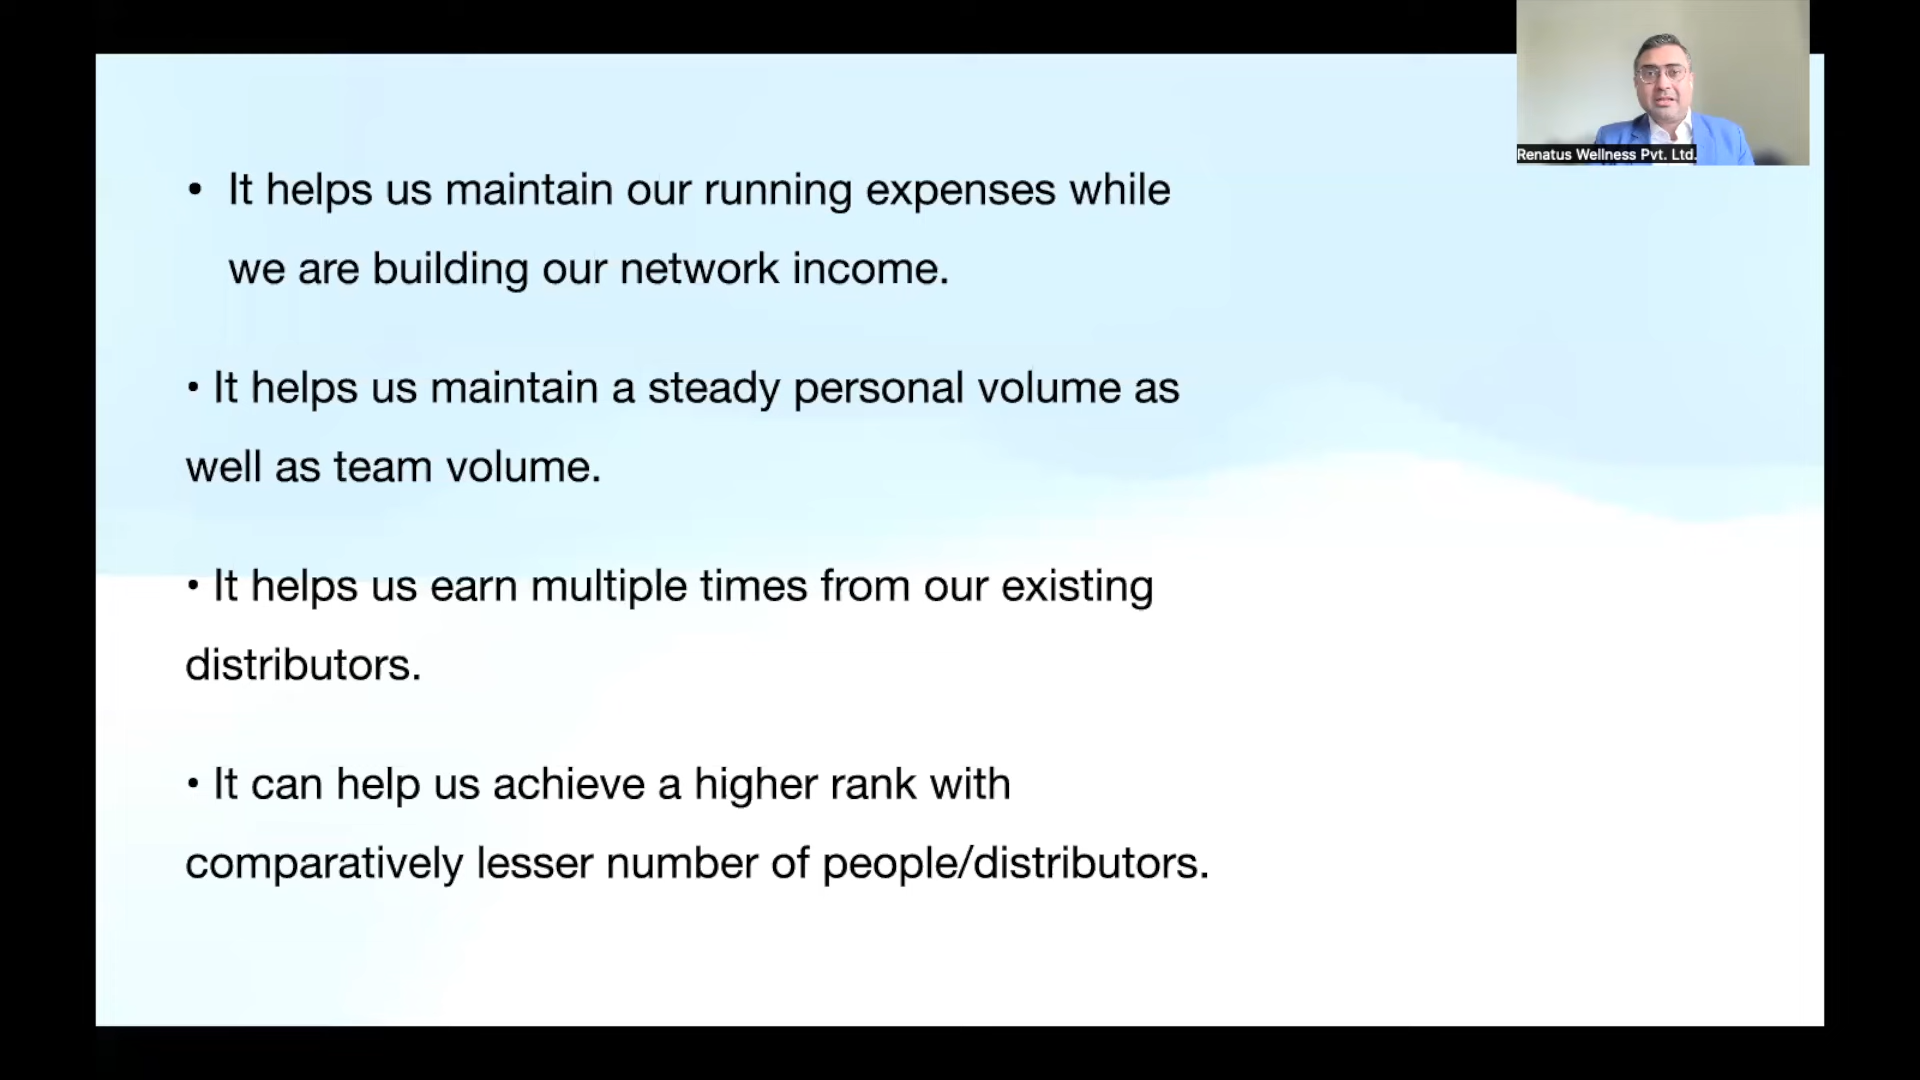 Renatus Wellness Pvt. Ltd.
• It helps us maintain our running expenses while
we are building our network income.
• It helps us maintain a steady personal volume as
well as team volume.
• It helps us earn multiple times from our existing
distributors.
• It can help us achieve a higher rank with
comparatively lesser number of people/distributors.